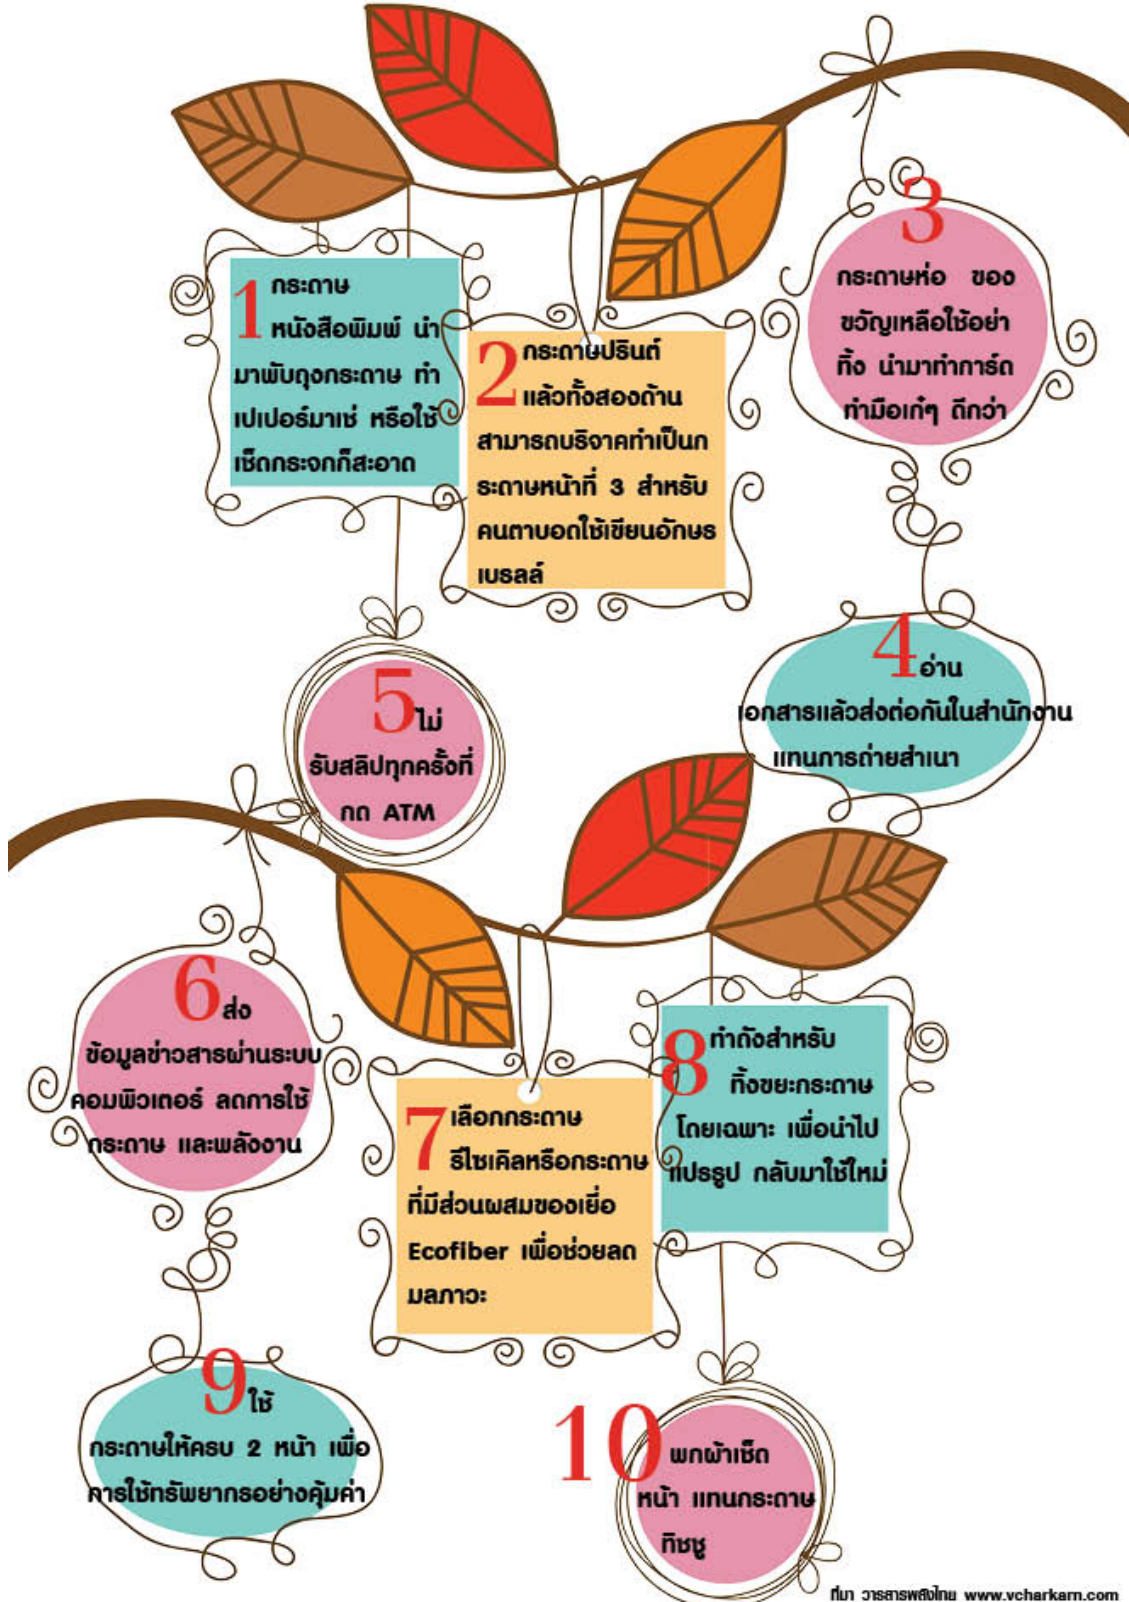 1 กระดาษ
หนังสือพิมพ์ นำ
มาพับถุงกระดาษ ทำ
เปเปอร์มาเช่ หรือใช้
เช็ดกระจกก็สะอาด
2 กระดาษปรินต์
แล้วทั้งสองด้าน
สามารถบริจาคทำเป็นก
ระดาษหน้าที่ 3 สำหรับ
คนตาบอดใช้เขียนอักษร
เบรลล์
3
กระดาษห่อ ของ
ขวัญเหลือใช้อย่า
ทิ้ง นำมาทำการ์ด
ทำมือเก๋ๆ ดีกว่า
4 อ่าน
เอกสารแล้วส่งต่อกันในสำนักงาน
แทนการถ่ายสำเนา
5 ไม่
รับสลิปทุกครั้งที่
กด ATM
6 ส่ง
ข้อมูลข่าวสารผ่านระบบ
คอมพิวเตอร์ ลดการใช้
กระดาษ และพลังงาน
7 เลือกกระดาษ
รีไซเคิลหรือกระดาษ
ที่มีส่วนผสมของเยื่อ
Ecofiber เพื่อช่วยลด
มลภาวะ
8 ทำถังสำหรับ
ทิ้งขยะกระดาษ
โดยเฉพาะ เพื่อนำไป
แปรรูป กลับมาใช้ใหม่
9 ใช้
กระดาษให้ครบ 2 หน้า เพื่อ
การใช้ทรัพยากรอย่างคุ้มค่า
10 พกผ้าเช็ด
หน้า แทนกระดาษ
ทิชชู
ที่มา วารสารพลังไทย www.vcharkarn.com